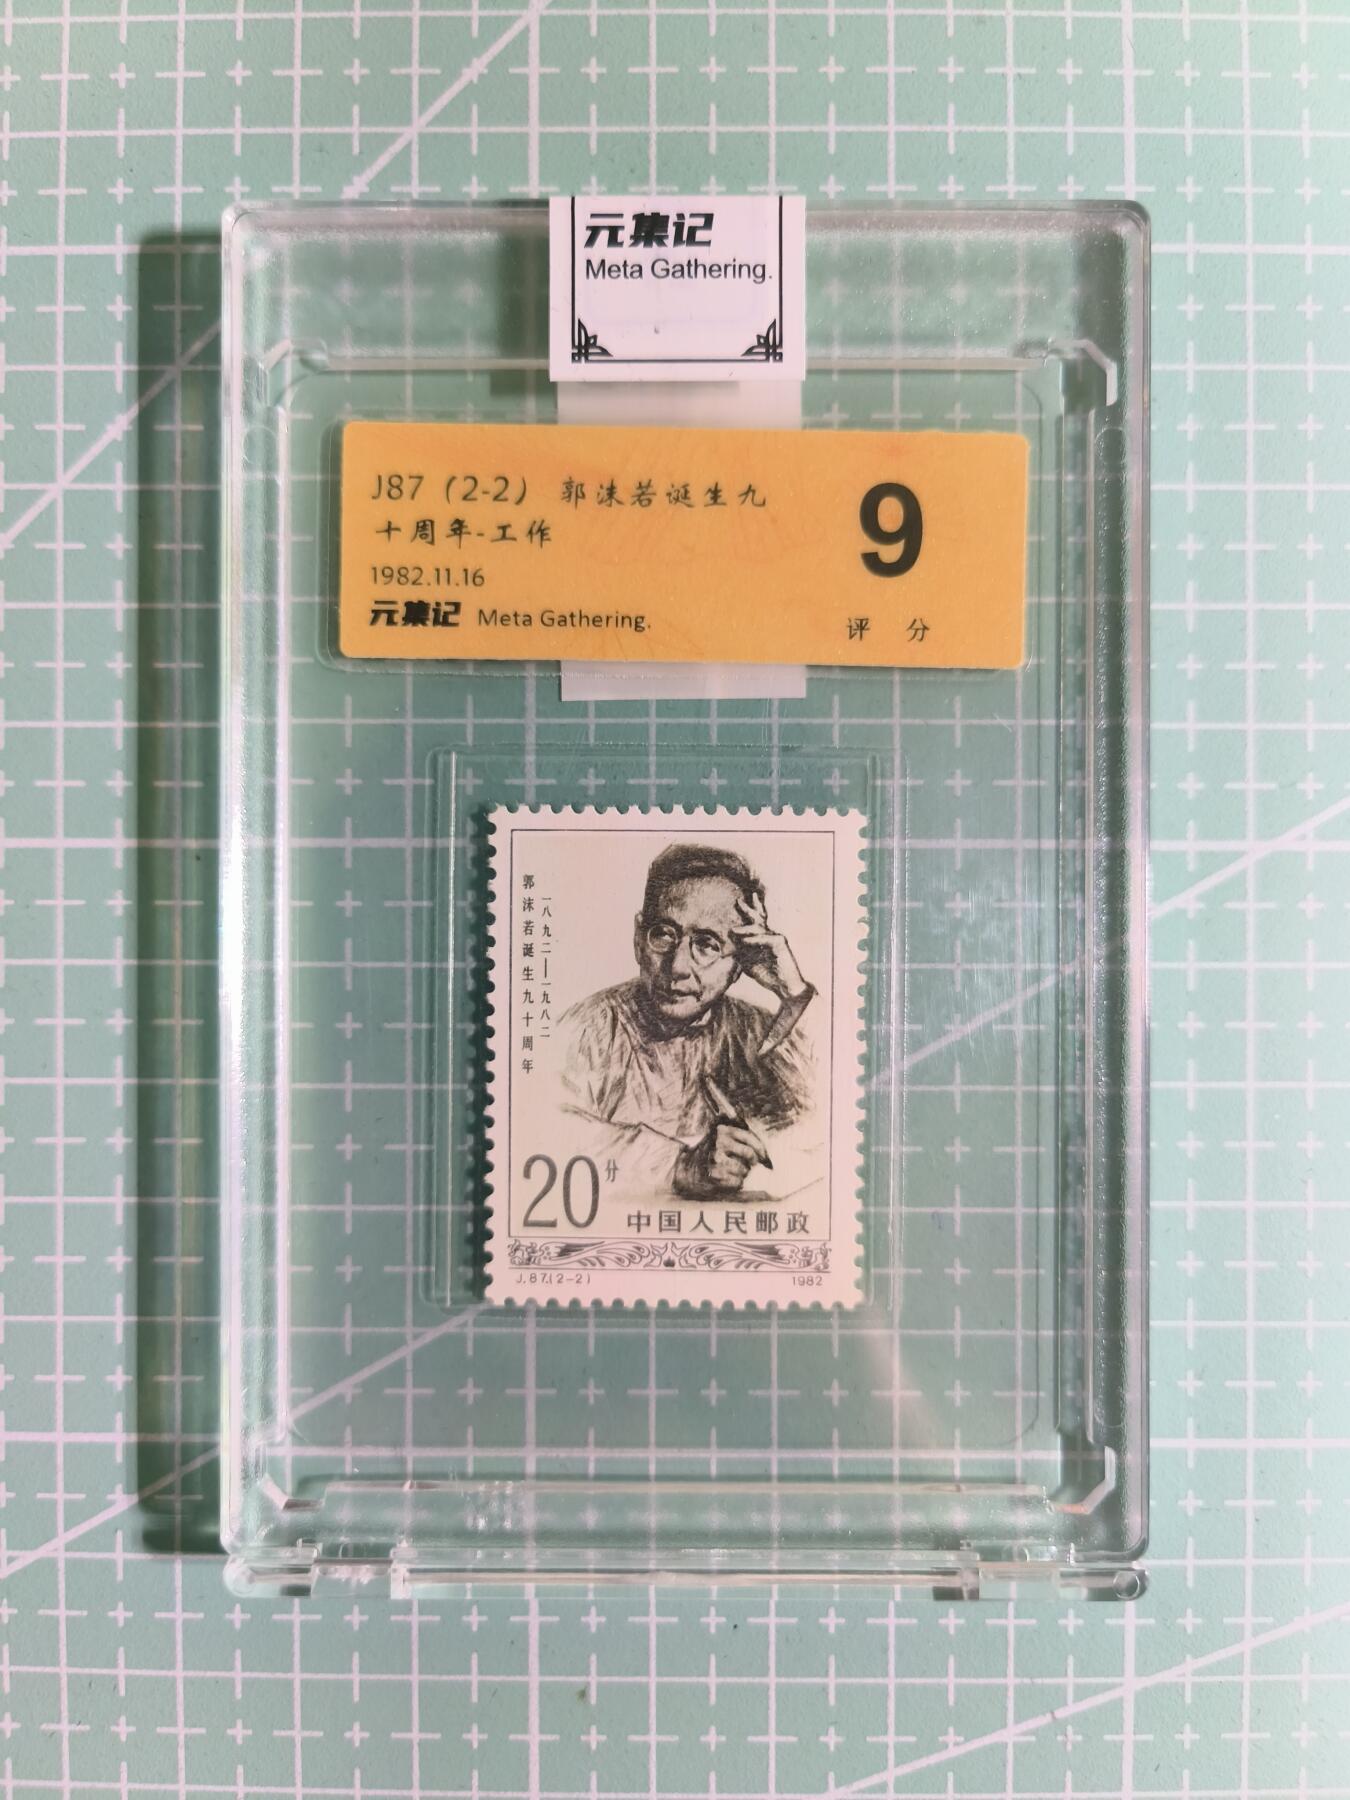 元集记
Meta Gathering.
J87（2-2） 郭沫若诞生九
十周年-工作
1982.11.16
元集记 Meta Gathering.
9
评 分
郭沫若诞生九十周年
一八九二—一九八二
20分
中国人民邮政
J.87.(2-2)
1982